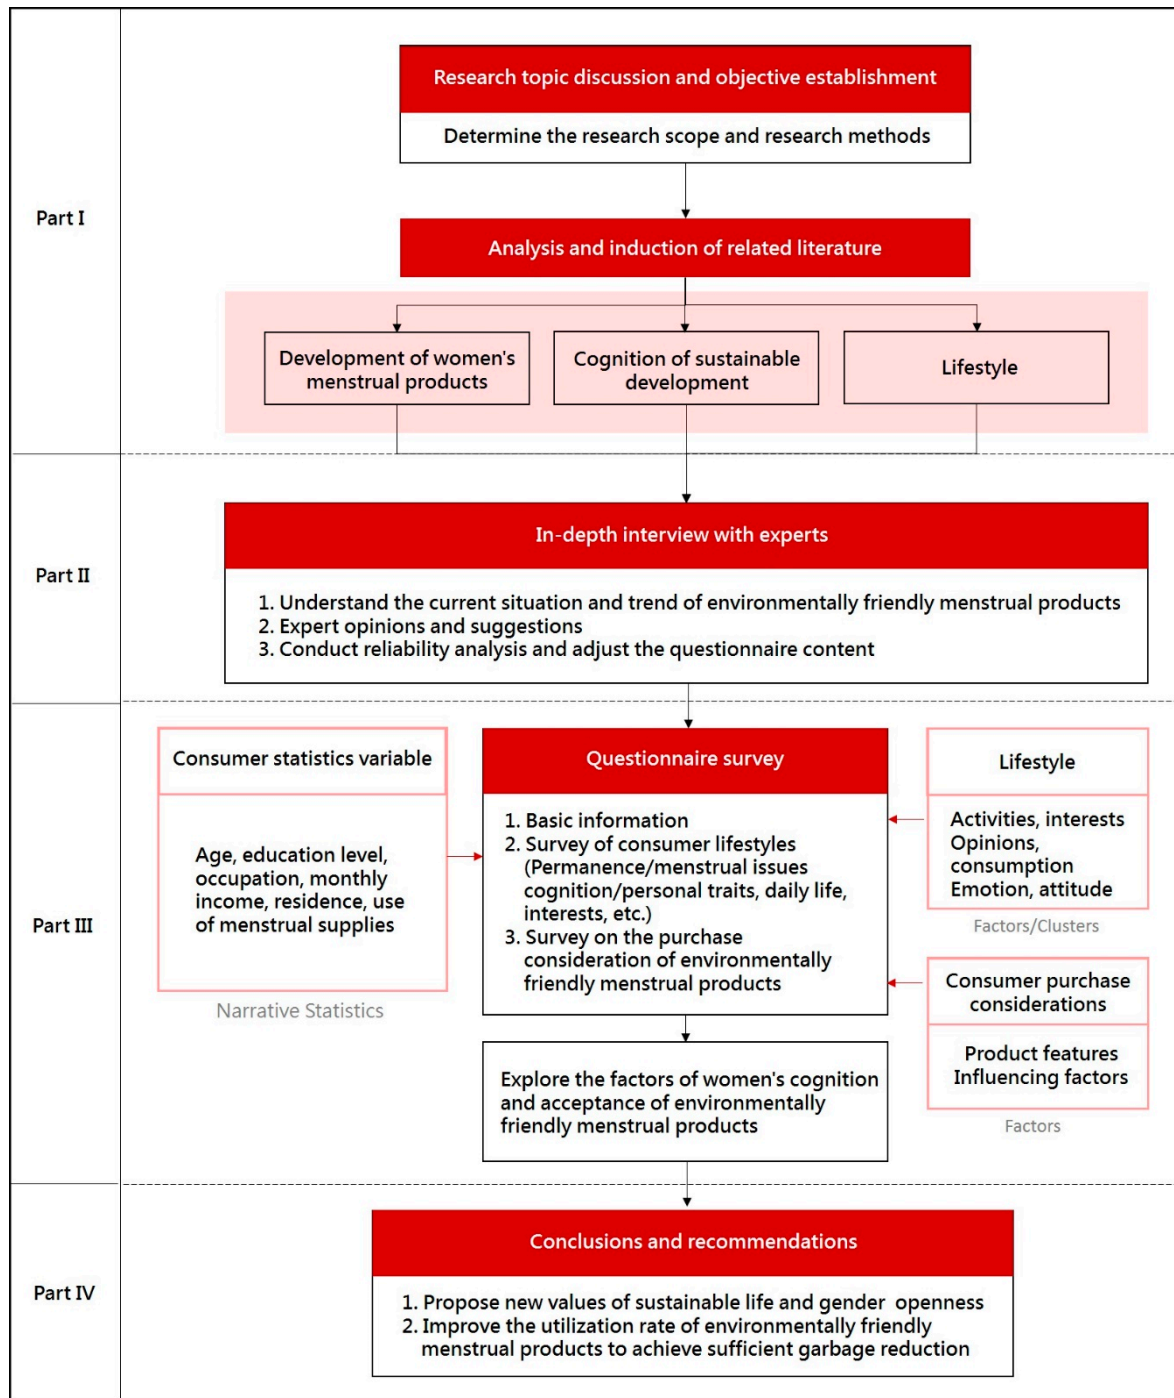 Part I
Research topic discussion and objective establishment
Determine the research scope and research methods
Analysis and induction of related literature
Development of women's
menstrual products
Cognition of sustainable
development
Lifestyle
Part II
In-depth interview with experts
1. Understand the current situation and trend of environmentally friendly menstrual products
2. Expert opinions and suggestions
3. Conduct reliability analysis and adjust the questionnaire content
Part III
Consumer statistics variable
Age, education level,
occupation, monthly
income, residence, use
of menstrual supplies
Narrative Statistics
Questionnaire survey
1. Basic information
2. Survey of consumer lifestyles
(Permanence/menstrual issues
cognition/personal traits, daily life,
interests, etc.)
3. Survey on the purchase
consideration of environmentally
friendly menstrual products
Lifestyle
Activities, interests
Opinions,
consumption
Emotion, attitude
Factors/Clusters
Consumer purchase
considerations
Product features
Influencing factors
Factors
Explore the factors of women's cognition
and acceptance of environmentally
friendly menstrual products
Part IV
Conclusions and recommendations
1. Propose new values of sustainable life and gender openness
2. Improve the utilization rate of environmentally friendly
menstrual products to achieve sufficient garbage reduction